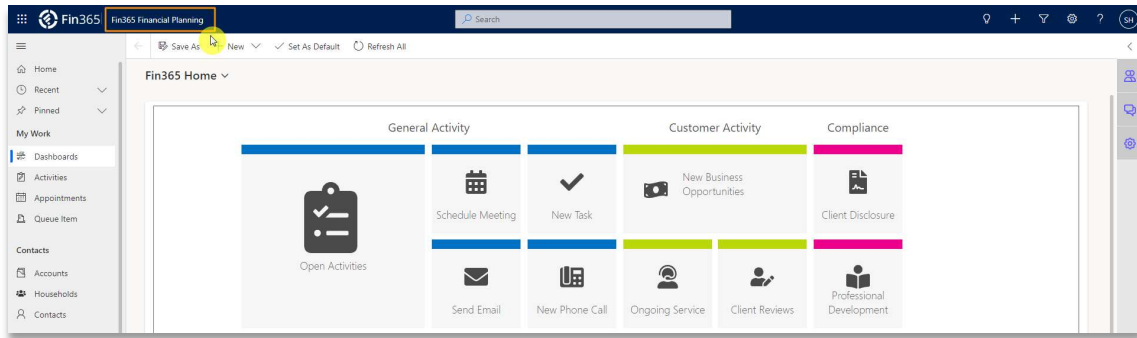 Fin365 Fin365 Financial Planning Search ? SH
Save As New Set As Default Refresh All
Home
Recent
Pinned
My Work
Dashboards
Activities
Appointments
Queue Item
Contacts
Accounts
Households
Contacts
Fin365 Home
General Activity Customer Activity Compliance
Open Activities
Schedule Meeting
New Task
New Business
Opportunities
Client Disclosure
Send Email
New Phone Call
Ongoing Service
Client Reviews
Professional
Development